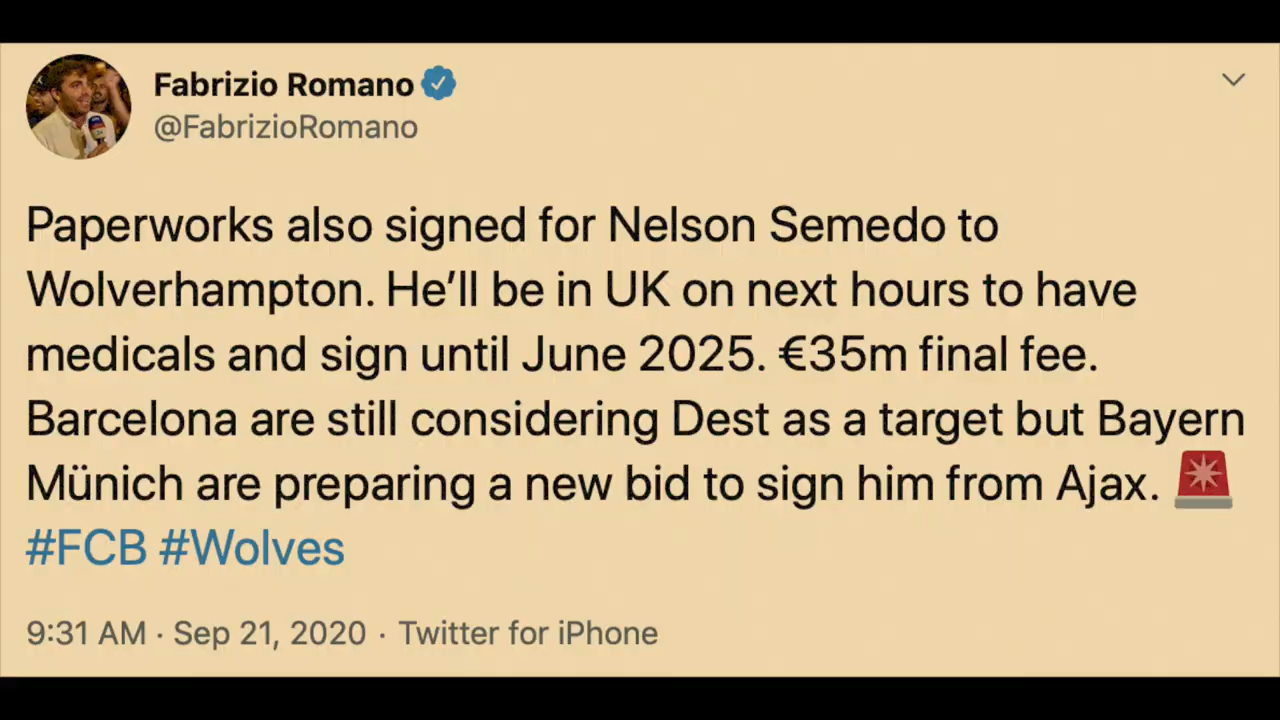 Fabrizio Romano
@FabrizioRomano
Paperworks also signed for Nelson Semedo to
Wolverhampton. He’ll be in UK on next hours to have
medicals and sign until June 2025. €35m final fee.
Barcelona are still considering Dest as a target but Bayern
Münich are preparing a new bid to sign him from Ajax. 🚨
#FCB #Wolves
9:31 AM · Sep 21, 2020 · Twitter for iPhone